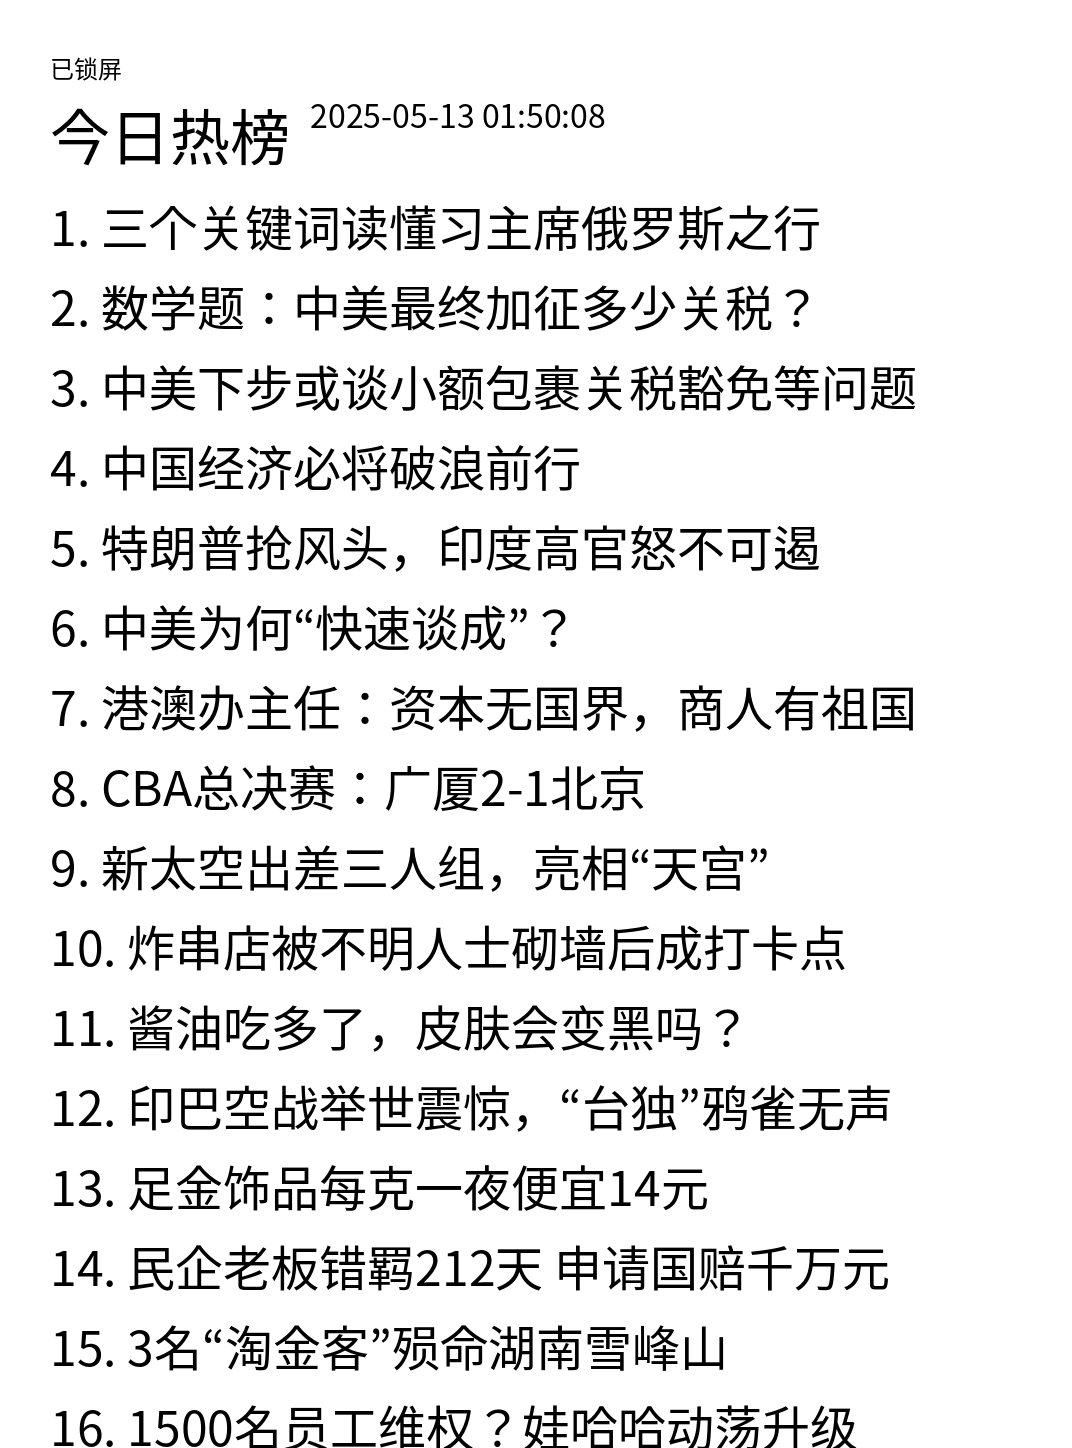 已锁屏
今日热榜 2025-05-13 01:50:08
1. 三个关键词读懂习主席俄罗斯之行
2. 数学题：中美最终加征多少关税？
3. 中美下步或谈小额包裹关税豁免等问题
4. 中国经济必将破浪前行
5. 特朗普抢风头，印度高官怒不可遏
6. 中美为何“快速谈成”？
7. 港澳办主任：资本无国界，商人有祖国
8. CBA总决赛：广厦2-1北京
9. 新太空出差三人组，亮相“天宫”
10. 炸串店被不明人士砌墙后成打卡点
11. 酱油吃多了，皮肤会变黑吗？
12. 印巴空战举世震惊，“台独”鸦雀无声
13. 足金饰品每克一夜便宜14元
14. 民企老板错羁212天 申请国赔千万元
15. 3名“淘金客”殒命湖南雪峰山
16. 1500名员工维权？娃哈哈动荡升级